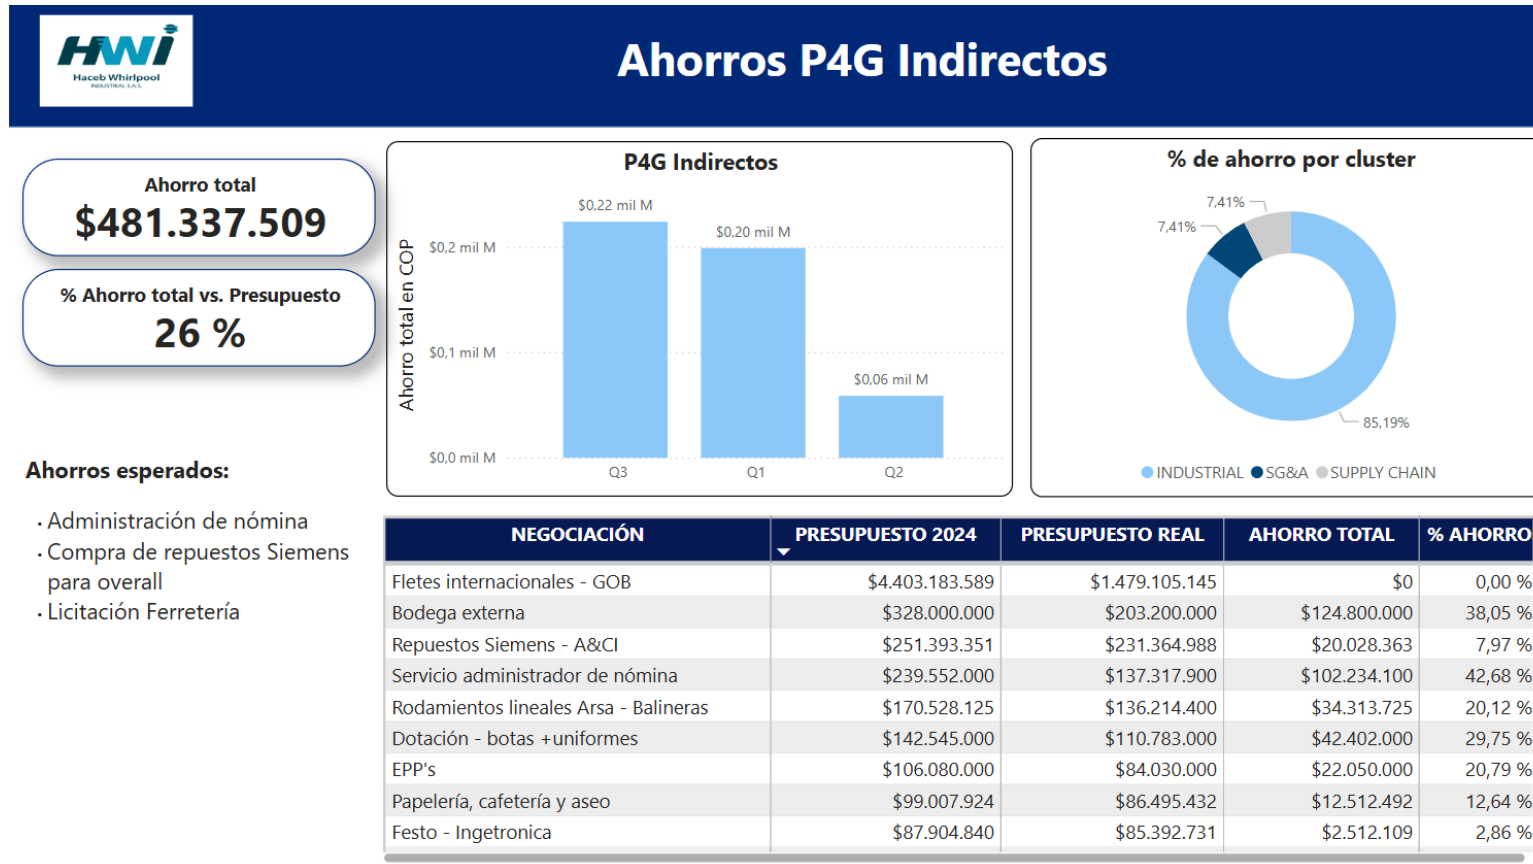 HWI
Haceb Whirlpool
INDUSTRIAL S.A.S.
Ahorros P4G Indirectos
Ahorro total
$481.337.509
% Ahorro total vs. Presupuesto
26 %
Ahorros esperados:
• Administración de nómina
• Compra de repuestos Siemens
para overall
• Licitación Ferretería
P4G Indirectos
Ahorro total en COP
$0,2 mil M
$0,1 mil M
$0,0 mil M
$0,22 mil M
$0,20 mil M
$0,06 mil M
Q3 Q1 Q2
% de ahorro por cluster
7,41%
7,41%
85,19%
INDUSTRIAL SG&A SUPPLY CHAIN
NEGOCIACIÓN PRESUPUESTO 2024 PRESUPUESTO REAL AHORRO TOTAL % AHORRO
Fletes internacionales - GOB $4.403.183.589 $1.479.105.145 $0 0,00 %
Bodega externa $328.000.000 $203.200.000 $124.800.000 38,05 %
Repuestos Siemens - A&CI $251.393.351 $231.364.988 $20.028.363 7,97 %
Servicio administrador de nómina $239.552.000 $137.317.900 $102.234.100 42,68 %
Rodamientos lineales Arsa - Balineras $170.528.125 $136.214.400 $34.313.725 20,12 %
Dotación - botas +uniformes $142.545.000 $110.783.000 $42.402.000 29,75 %
EPP's $106.080.000 $84.030.000 $22.050.000 20,79 %
Papelería, cafetería y aseo $99.007.924 $86.495.432 $12.512.492 12,64 %
Festo - Ingetronica $87.904.840 $85.392.731 $2.512.109 2,86 %